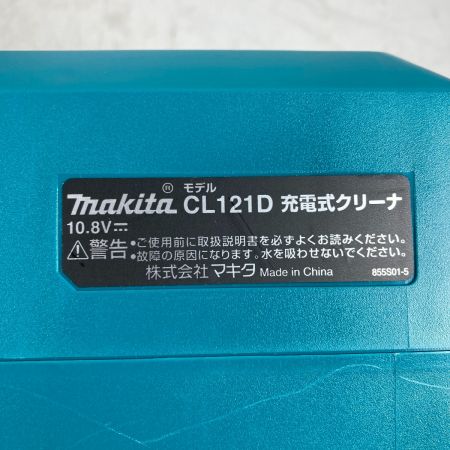 モデル
makita® CL121D 充電式クリーナ
10.8V⎓
⚠警告●ご使用前に取扱説明書を必ずよくお読みください。
●故障の原因になります。水を吸わせないでください。
株式会社マキタ Made in China 855S01-5